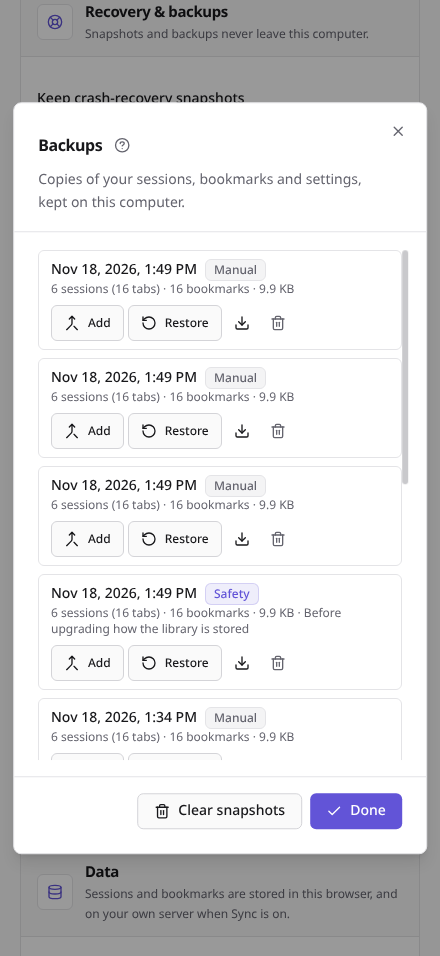 Recovery & backups
Snapshots and backups never leave this computer.
Keep crash-recovery snapshots
Backups
Copies of your sessions, bookmarks and settings,
kept on this computer.
Nov 18, 2026, 1:49 PM Manual
6 sessions (16 tabs) · 16 bookmarks · 9.9 KB
Add Restore
Nov 18, 2026, 1:49 PM Manual
6 sessions (16 tabs) · 16 bookmarks · 9.9 KB
Add Restore
Nov 18, 2026, 1:49 PM Manual
6 sessions (16 tabs) · 16 bookmarks · 9.9 KB
Add Restore
Nov 18, 2026, 1:49 PM Safety
6 sessions (16 tabs) · 16 bookmarks · 9.9 KB · Before
upgrading how the library is stored
Add Restore
Nov 18, 2026, 1:34 PM Manual
6 sessions (16 tabs) · 16 bookmarks · 9.9 KB
Clear snapshots Done
Data
Sessions and bookmarks are stored in this browser, and
on your own server when Sync is on.